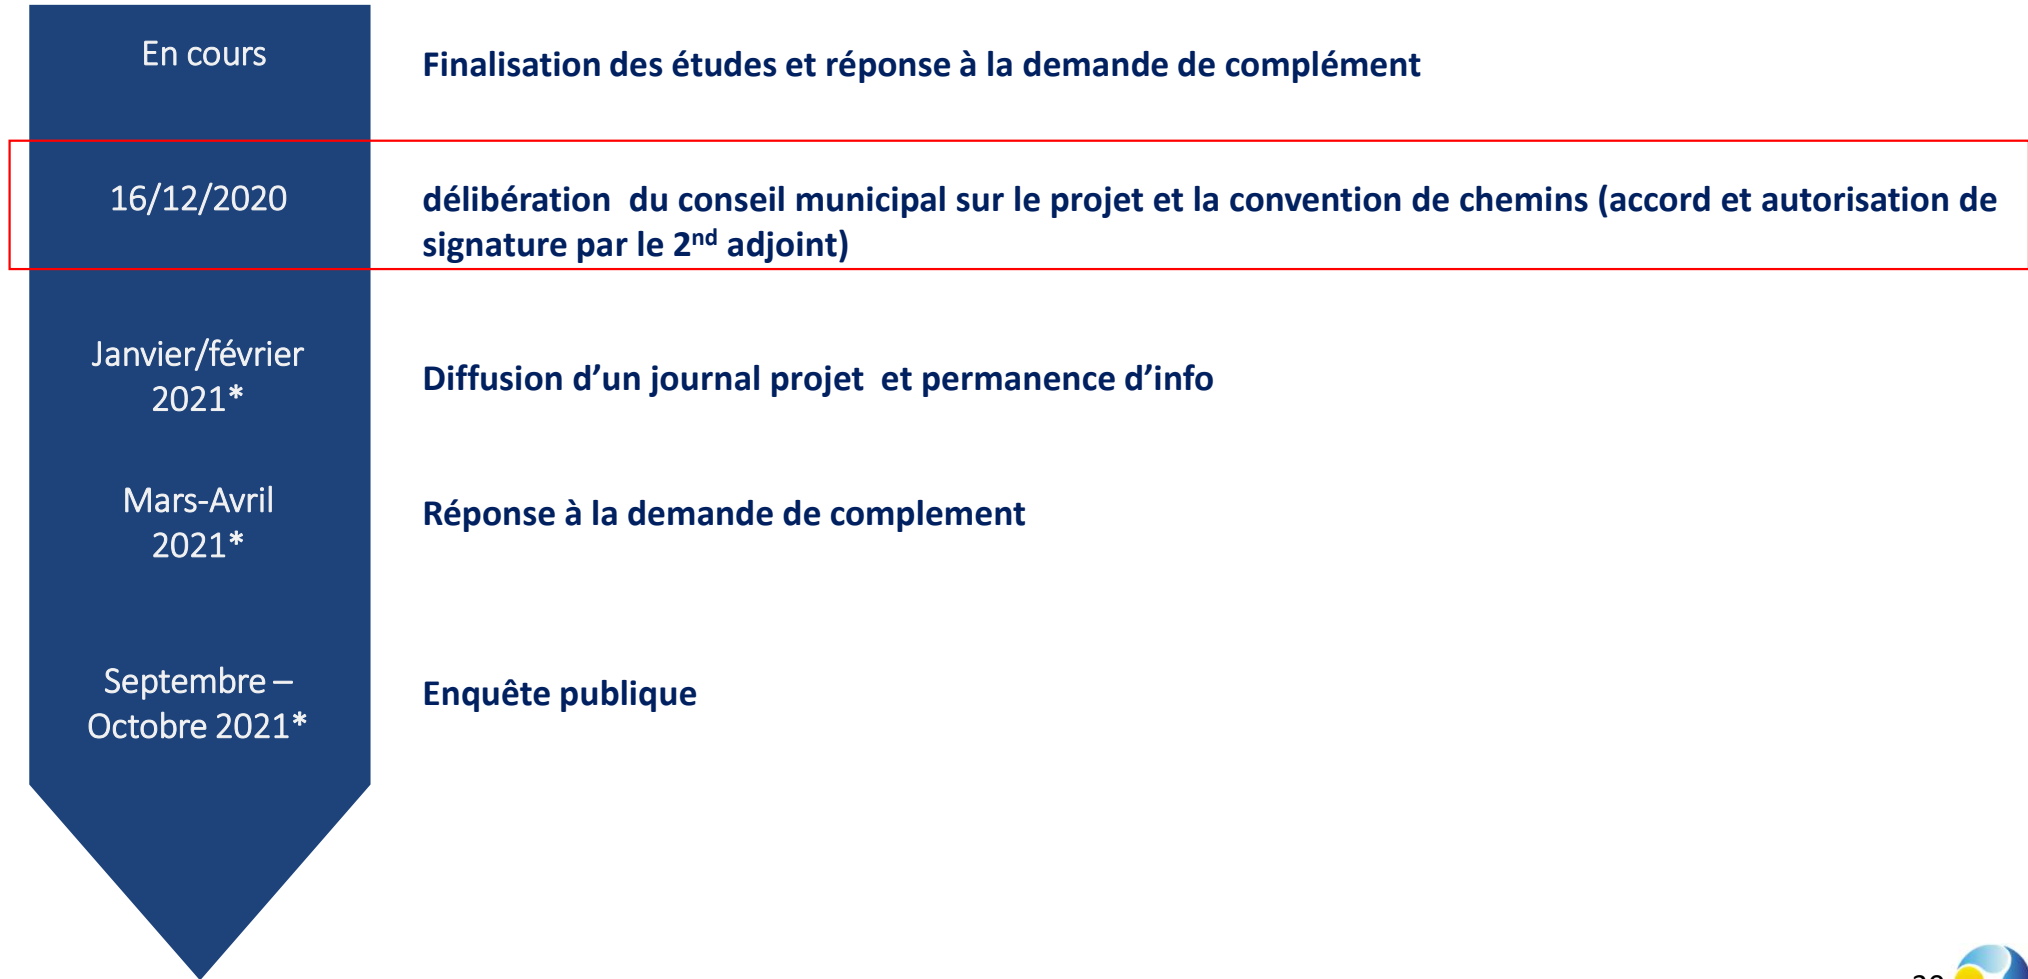 En cours
Finalisation des études et réponse à la demande de complément
16/12/2020
délibération du conseil municipal sur le projet et la convention de chemins (accord et autorisation de
signature par le 2nd adjoint)
Janvier/février
2021*
Diffusion d’un journal projet et permanence d’info
Mars-Avril
2021*
Réponse à la demande de complement
Septembre –
Octobre 2021*
Enquête publique